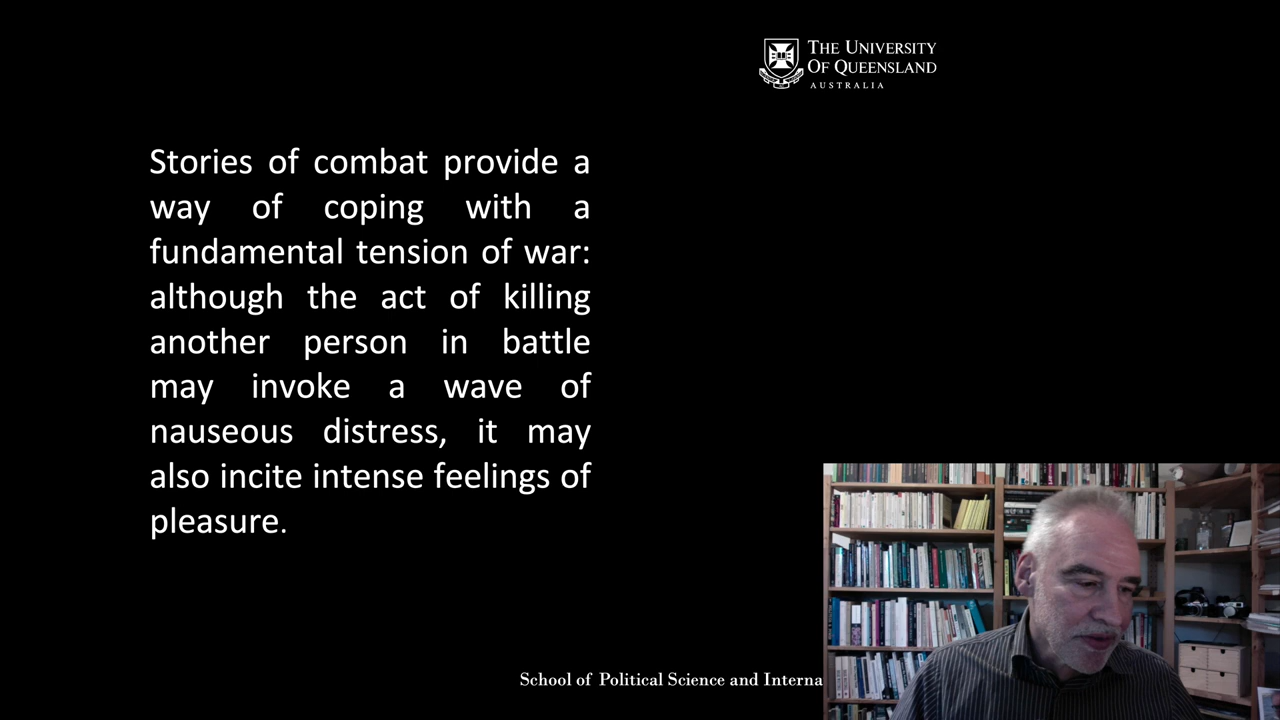 THE UNIVERSITY
OF QUEENSLAND
AUSTRALIA
Stories of combat provide a
way of coping with a
fundamental tension of war:
although the act of killing
another person in battle
may invoke a wave of
nauseous distress, it may
also incite intense feelings of
pleasure.
School of Political Science and Interna